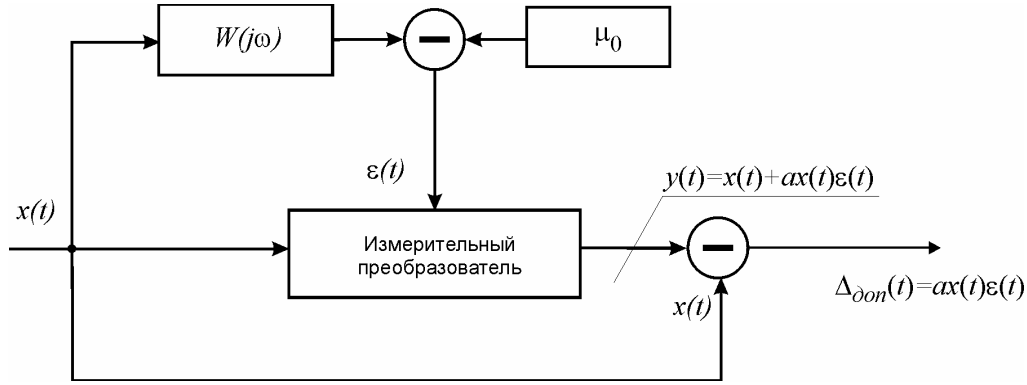 W(jω)
μ0
ε(t)
y(t)=x(t)+ax(t)ε(t)
x(t)
Измерительный
преобразователь
Δдоп(t)=ax(t)ε(t)
x(t)